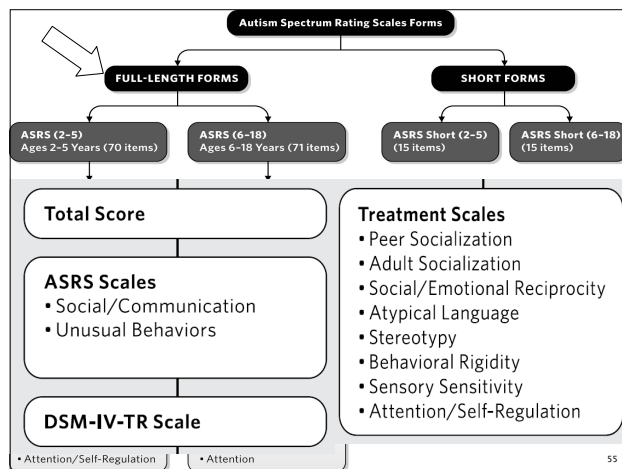 Autism Spectrum Rating Scales Forms
FULL-LENGTH FORMS
SHORT FORMS
ASRS (2–5)
Ages 2–5 Years (70 items)
ASRS (6–18)
Ages 6–18 Years (71 items)
ASRS Short (2–5)
(15 items)
ASRS Short (6–18)
(15 items)
Total Score
ASRS Scales
• Social/Communication
• Unusual Behaviors
DSM-IV-TR Scale
Treatment Scales
• Peer Socialization
• Adult Socialization
• Social/Emotional Reciprocity
• Atypical Language
• Stereotypy
• Behavioral Rigidity
• Sensory Sensitivity
• Attention/Self-Regulation
• Attention/Self-Regulation
• Attention
55